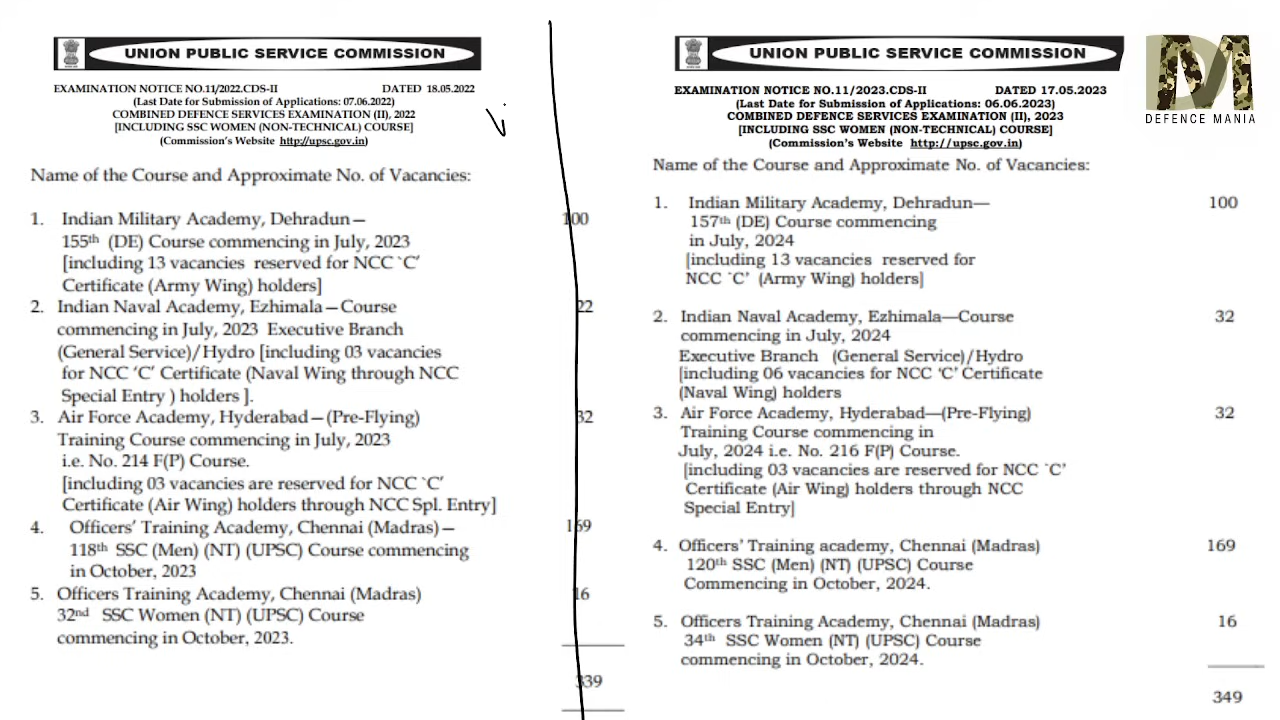 UNION PUBLIC SERVICE COMMISSION
EXAMINATION NOTICE NO.11/2022.CDS-II DATED 18.05.2022
(Last Date for Submission of Applications: 07.06.2022)
COMBINED DEFENCE SERVICES EXAMINATION (II), 2022
[INCLUDING SSC WOMEN (NON-TECHNICAL) COURSE]
(Commission's Website http://upsc.gov.in)
Name of the Course and Approximate No. of Vacancies:
1. Indian Military Academy, Dehradun— 100
155th (DE) Course commencing in July, 2023
[including 13 vacancies reserved for NCC `C'
Certificate (Army Wing) holders]
2. Indian Naval Academy, Ezhimala—Course 22
commencing in July, 2023 Executive Branch
(General Service)/Hydro [including 03 vacancies
for NCC 'C' Certificate (Naval Wing through NCC
Special Entry ) holders ].
3. Air Force Academy, Hyderabad—(Pre-Flying) 32
Training Course commencing in July, 2023
i.e. No. 214 F(P) Course.
[including 03 vacancies are reserved for NCC `C'
Certificate (Air Wing) holders through NCC Spl. Entry]
4. Officers' Training Academy, Chennai (Madras)— 169
118th SSC (Men) (NT) (UPSC) Course commencing
in October, 2023
5. Officers Training Academy, Chennai (Madras) 16
32nd SSC Women (NT) (UPSC) Course
commencing in October, 2023.
339
UNION PUBLIC SERVICE COMMISSION
EXAMINATION NOTICE NO.11/2023.CDS-II DATED 17.05.2023
(Last Date for Submission of Applications: 06.06.2023)
COMBINED DEFENCE SERVICES EXAMINATION (II), 2023
[INCLUDING SSC WOMEN (NON-TECHNICAL) COURSE]
(Commission's Website http://upsc.gov.in)
Name of the Course and Approximate No. of Vacancies:
1. Indian Military Academy, Dehradun— 100
157th (DE) Course commencing
in July, 2024
[including 13 vacancies reserved for
NCC `C' (Army Wing) holders]
2. Indian Naval Academy, Ezhimala—Course 32
commencing in July, 2024
Executive Branch (General Service)/Hydro
[including 06 vacancies for NCC 'C' Certificate
(Naval Wing) holders
3. Air Force Academy, Hyderabad—(Pre-Flying) 32
Training Course commencing in
July, 2024 i.e. No. 216 F(P) Course.
[including 03 vacancies are reserved for NCC `C'
Certificate (Air Wing) holders through NCC
Special Entry]
4. Officers' Training academy, Chennai (Madras) 169
120th SSC (Men) (NT) (UPSC) Course
Commencing in October, 2024.
5. Officers Training Academy, Chennai (Madras) 16
34th SSC Women (NT) (UPSC) Course
commencing in October, 2024.
349
DM
DEFENCE MANIA